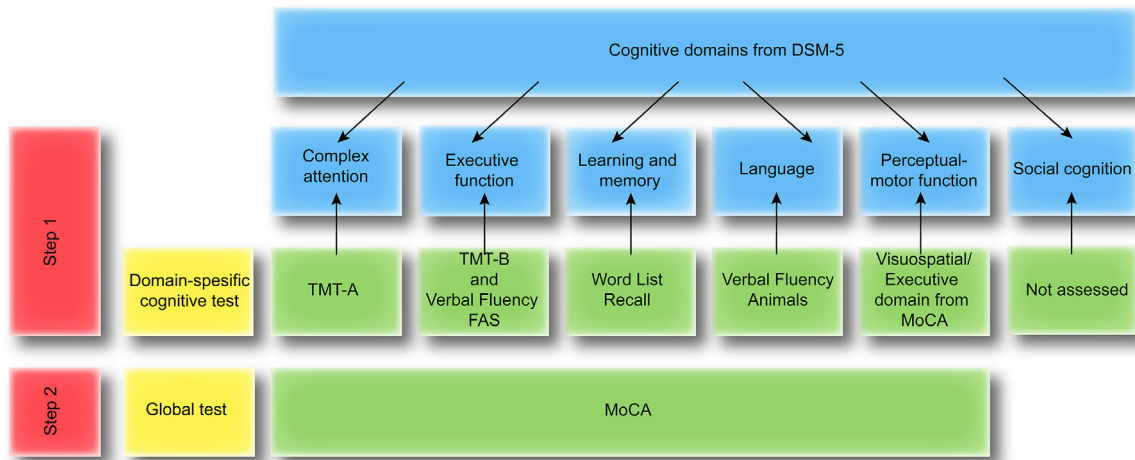 Cognitive domains from DSM-5
Step 1
Complex
attention
Executive
function
Learning and
memory
Language
Perceptual-
motor function
Social cognition
Domain-spesific
cognitive test
TMT-A
TMT-B
and
Verbal Fluency
FAS
Word List
Recall
Verbal Fluency
Animals
Visuospatial/
Executive
domain from
MoCA
Not assessed
Step 2
Global test
MoCA